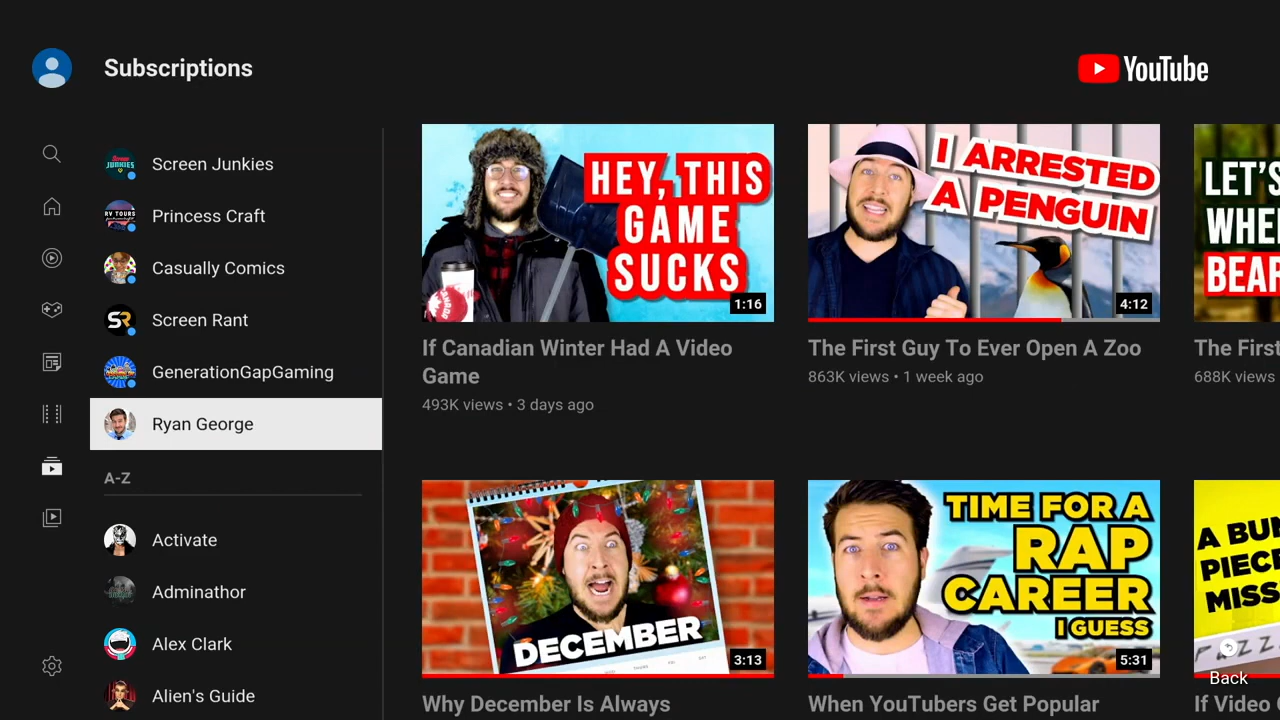 Subscriptions
YouTube
Screen Junkies
Princess Craft
Casually Comics
Screen Rant
GenerationGapGaming
Ryan George
A-Z
Activate
Adminathor
Alex Clark
Alien's Guide
HEY, THIS
GAME
SUCKS
1:16
If Canadian Winter Had A Video
Game
493K views • 3 days ago
I ARRESTED
A PENGUIN
4:12
The First Guy To Ever Open A Zoo
863K views • 1 week ago
LET'S
WHE
BEAR
The First
688K views
DECEMBER
3:13
Why December Is Always
TIME FOR A
RAP
CAREER
I GUESS
5:31
When YouTubers Get Popular
A BU
PIECE
MISS
If Video
Back